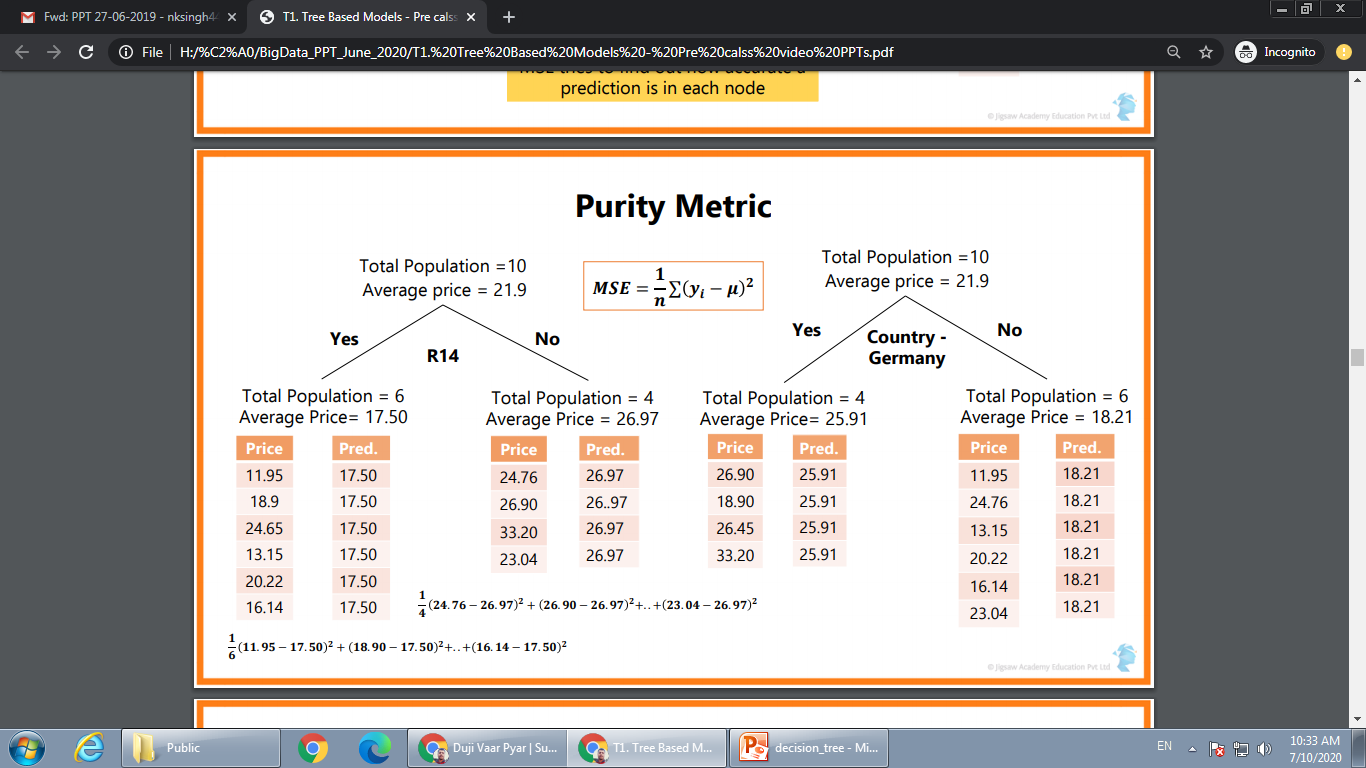 Fwd: PPT 27-06-2019 - nksingh44
T1. Tree Based Models - Pre calss
File
H:/%C2%A0/BigData_PPT_June_2020/T1.%20Tree%20Based%20Models%20-%20Pre%20calss%20video%20PPTs.pdf
Incognito
prediction is in each node
© Jigsaw Academy Education Pvt Ltd
Purity Metric
Total Population =10
Average price = 21.9
MSE = 1/n ∑(yᵢ − μ)²
Total Population =10
Average price = 21.9
Yes
R14
No
Yes
Country -
Germany
No
Total Population = 6
Average Price= 17.50
Price Pred.
11.95 17.50
18.9 17.50
24.65 17.50
13.15 17.50
20.22 17.50
16.14 17.50
Total Population = 4
Average Price = 26.97
Price Pred.
24.76 26.97
26.90 26..97
33.20 26.97
23.04 26.97
Total Population = 4
Average Price= 25.91
Price Pred.
26.90 25.91
18.90 25.91
26.45 25.91
33.20 25.91
Total Population = 6
Average Price = 18.21
Price Pred.
11.95 18.21
24.76 18.21
13.15 18.21
20.22 18.21
16.14 18.21
23.04 18.21
1/4 (24.76 − 26.97)² + (26.90 − 26.97)²+..+(23.04 − 26.97)²
1/6 (11.95 − 17.50)² + (18.90 − 17.50)²+..+(16.14 − 17.50)²
© Jigsaw Academy Education Pvt Ltd
Public
Duji Vaar Pyar | Su...
T1. Tree Based M...
decision_tree - Mi...
EN
10:33 AM
7/10/2020